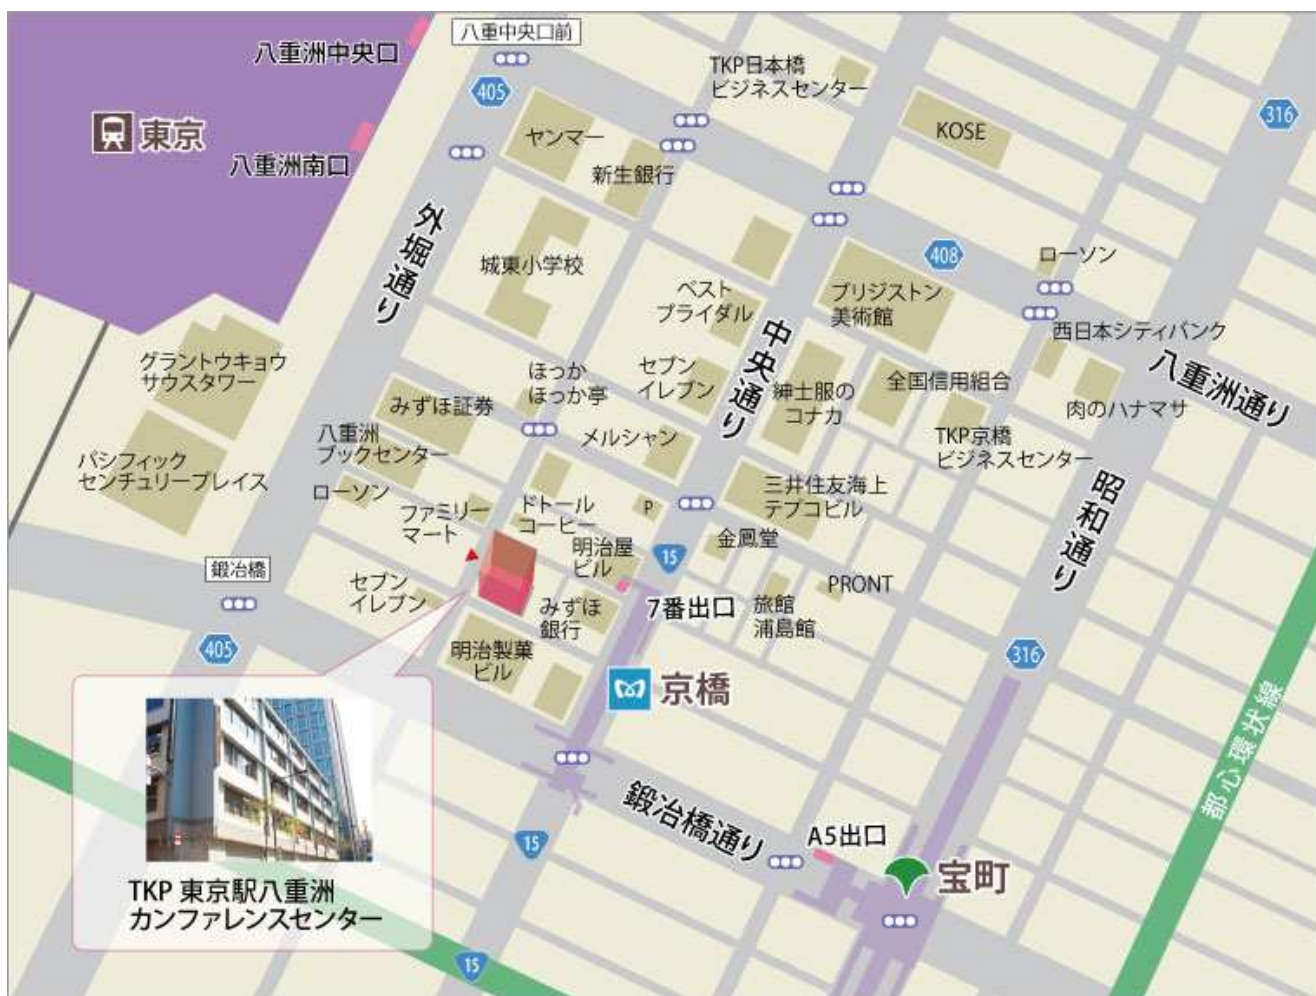 八重洲中央口
八重中央口前
405
TKP日本橋
ビジネスセンター
316
東京
八重洲南口
ヤンマー
新生銀行
KOSE
外堀通り
城東小学校
408
ローソン
ベスト
ブライダル
ブリジストン
美術館
中央通り
西日本シティバンク
八重洲通り
グラントウキョウ
サウスタワー
ほっか
ほっか亭
セブン
イレブン
紳士服の
コナカ
全国信用組合
肉のハナマサ
みずほ証券
八重洲
ブックセンター
メルシャン
TKP京橋
ビジネスセンター
パシフィック
センチュリープレイス
ローソン
ファミリー
マート
ドトール
コーヒー
P
三井住友海上
テプコビル
昭和通り
金鳳堂
明治屋
ビル
15
鍛冶橋
セブン
イレブン
みずほ
銀行
7番出口
旅館
浦島館
PRONT
405
明治製菓
ビル
京橋
316
都心環状線
鍛冶橋通り
A5出口
15
宝町
TKP 東京駅八重洲
カンファレンスセンター
15